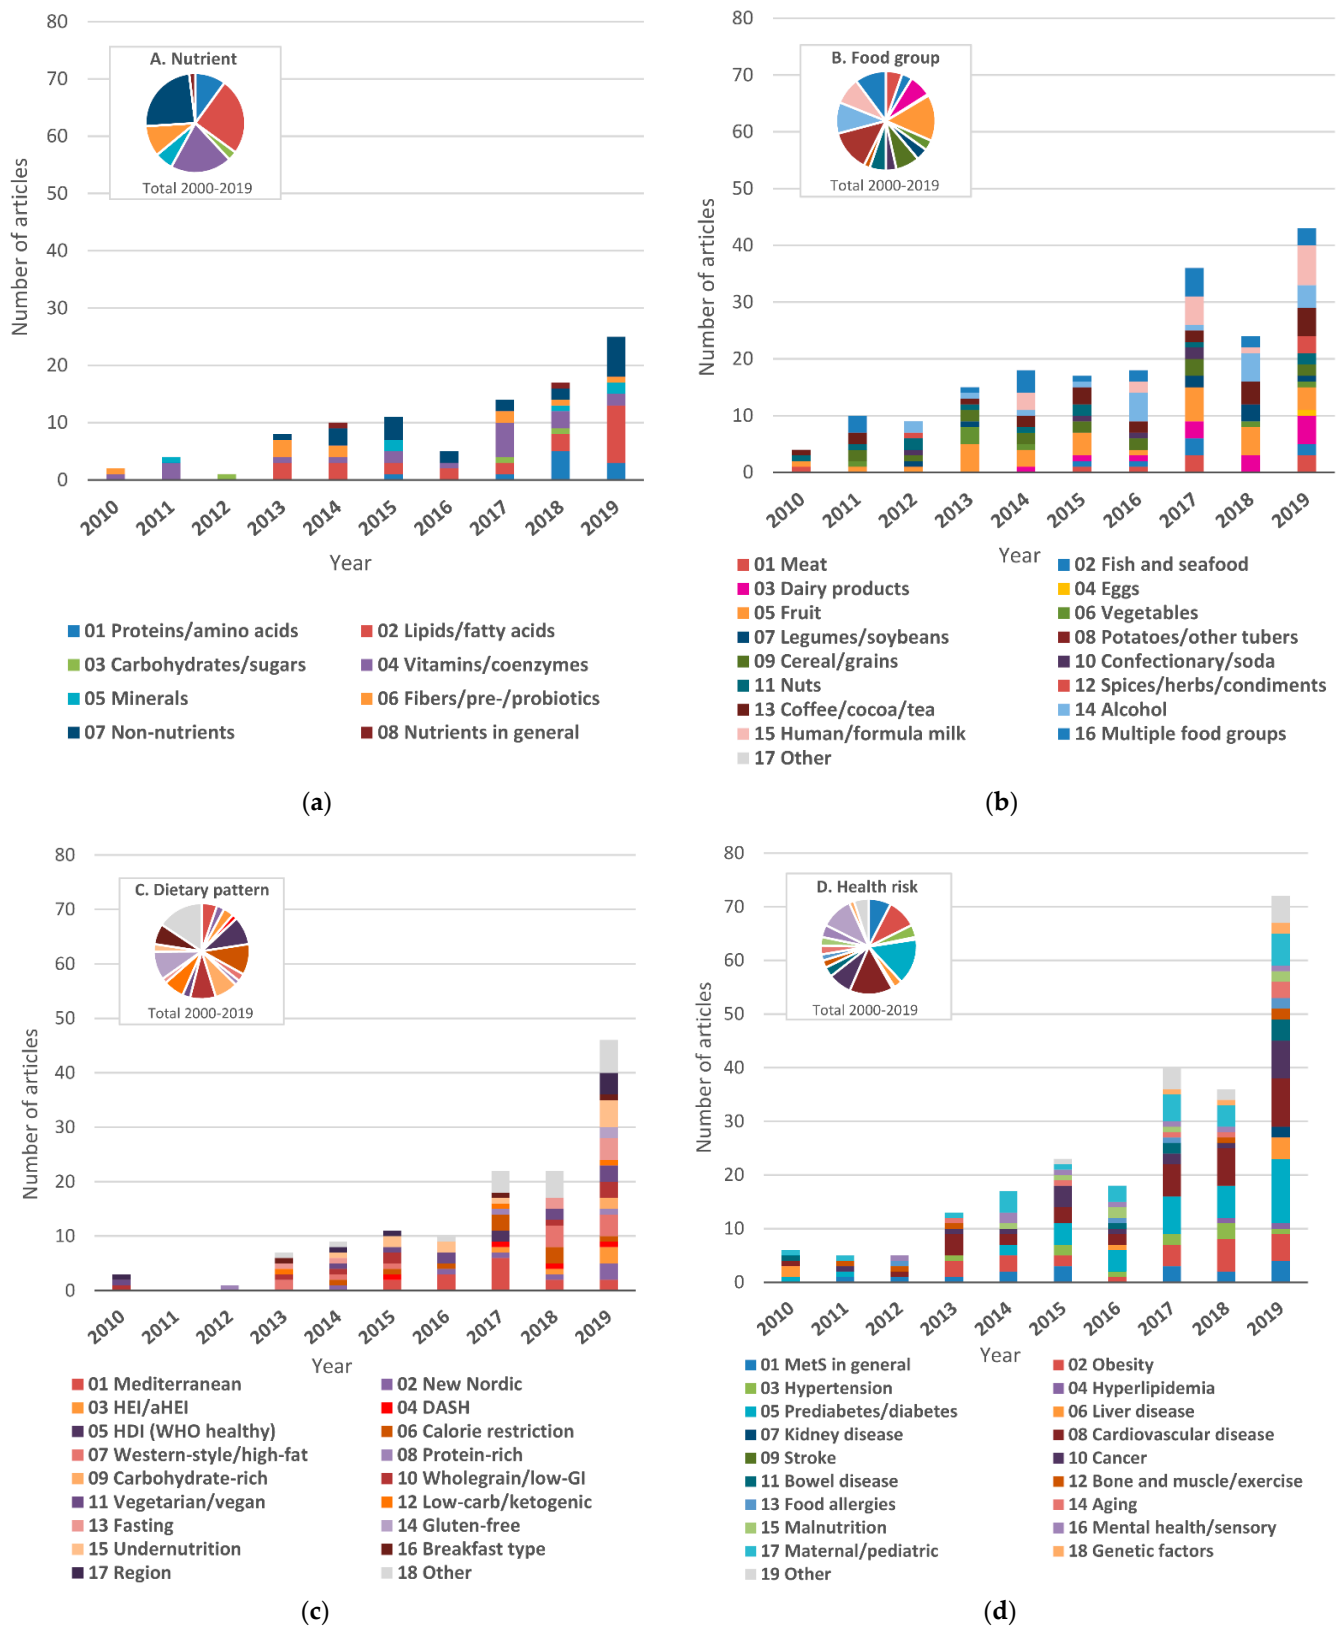 80
70
60
50
40
30
20
10
0
Number of articles
A. Nutrient
Total 2000-2019
2010
2011
2012
2013
2014
2015
2016
2017
2018
2019
Year
01 Proteins/amino acids
02 Lipids/fatty acids
03 Carbohydrates/sugars
04 Vitamins/coenzymes
05 Minerals
06 Fibers/pre-/probiotics
07 Non-nutrients
08 Nutrients in general
(a)
80
70
60
50
40
30
20
10
0
Number of articles
B. Food group
Total 2000-2019
2010
2011
2012
2013
2014
2015
2016
2017
2018
2019
Year
01 Meat
02 Fish and seafood
03 Dairy products
04 Eggs
05 Fruit
06 Vegetables
07 Legumes/soybeans
08 Potatoes/other tubers
09 Cereal/grains
10 Confectionary/soda
11 Nuts
12 Spices/herbs/condiments
13 Coffee/cocoa/tea
14 Alcohol
15 Human/formula milk
16 Multiple food groups
17 Other
(b)
80
70
60
50
40
30
20
10
0
Number of articles
C. Dietary pattern
Total 2000-2019
2010
2011
2012
2013
2014
2015
2016
2017
2018
2019
Year
01 Mediterranean
02 New Nordic
03 HEI/aHEI
04 DASH
05 HDI (WHO healthy)
06 Calorie restriction
07 Western-style/high-fat
08 Protein-rich
09 Carbohydrate-rich
10 Wholegrain/low-GI
11 Vegetarian/vegan
12 Low-carb/ketogenic
13 Fasting
14 Gluten-free
15 Undernutrition
16 Breakfast type
17 Region
18 Other
(c)
80
70
60
50
40
30
20
10
0
Number of articles
D. Health risk
Total 2000-2019
2010
2011
2012
2013
2014
2015
2016
2017
2018
2019
Year
01 MetS in general
02 Obesity
03 Hypertension
04 Hyperlipidemia
05 Prediabetes/diabetes
06 Liver disease
07 Kidney disease
08 Cardiovascular disease
09 Stroke
10 Cancer
11 Bowel disease
12 Bone and muscle/exercise
13 Food allergies
14 Aging
15 Malnutrition
16 Mental health/sensory
17 Maternal/pediatric
18 Genetic factors
19 Other
(d)